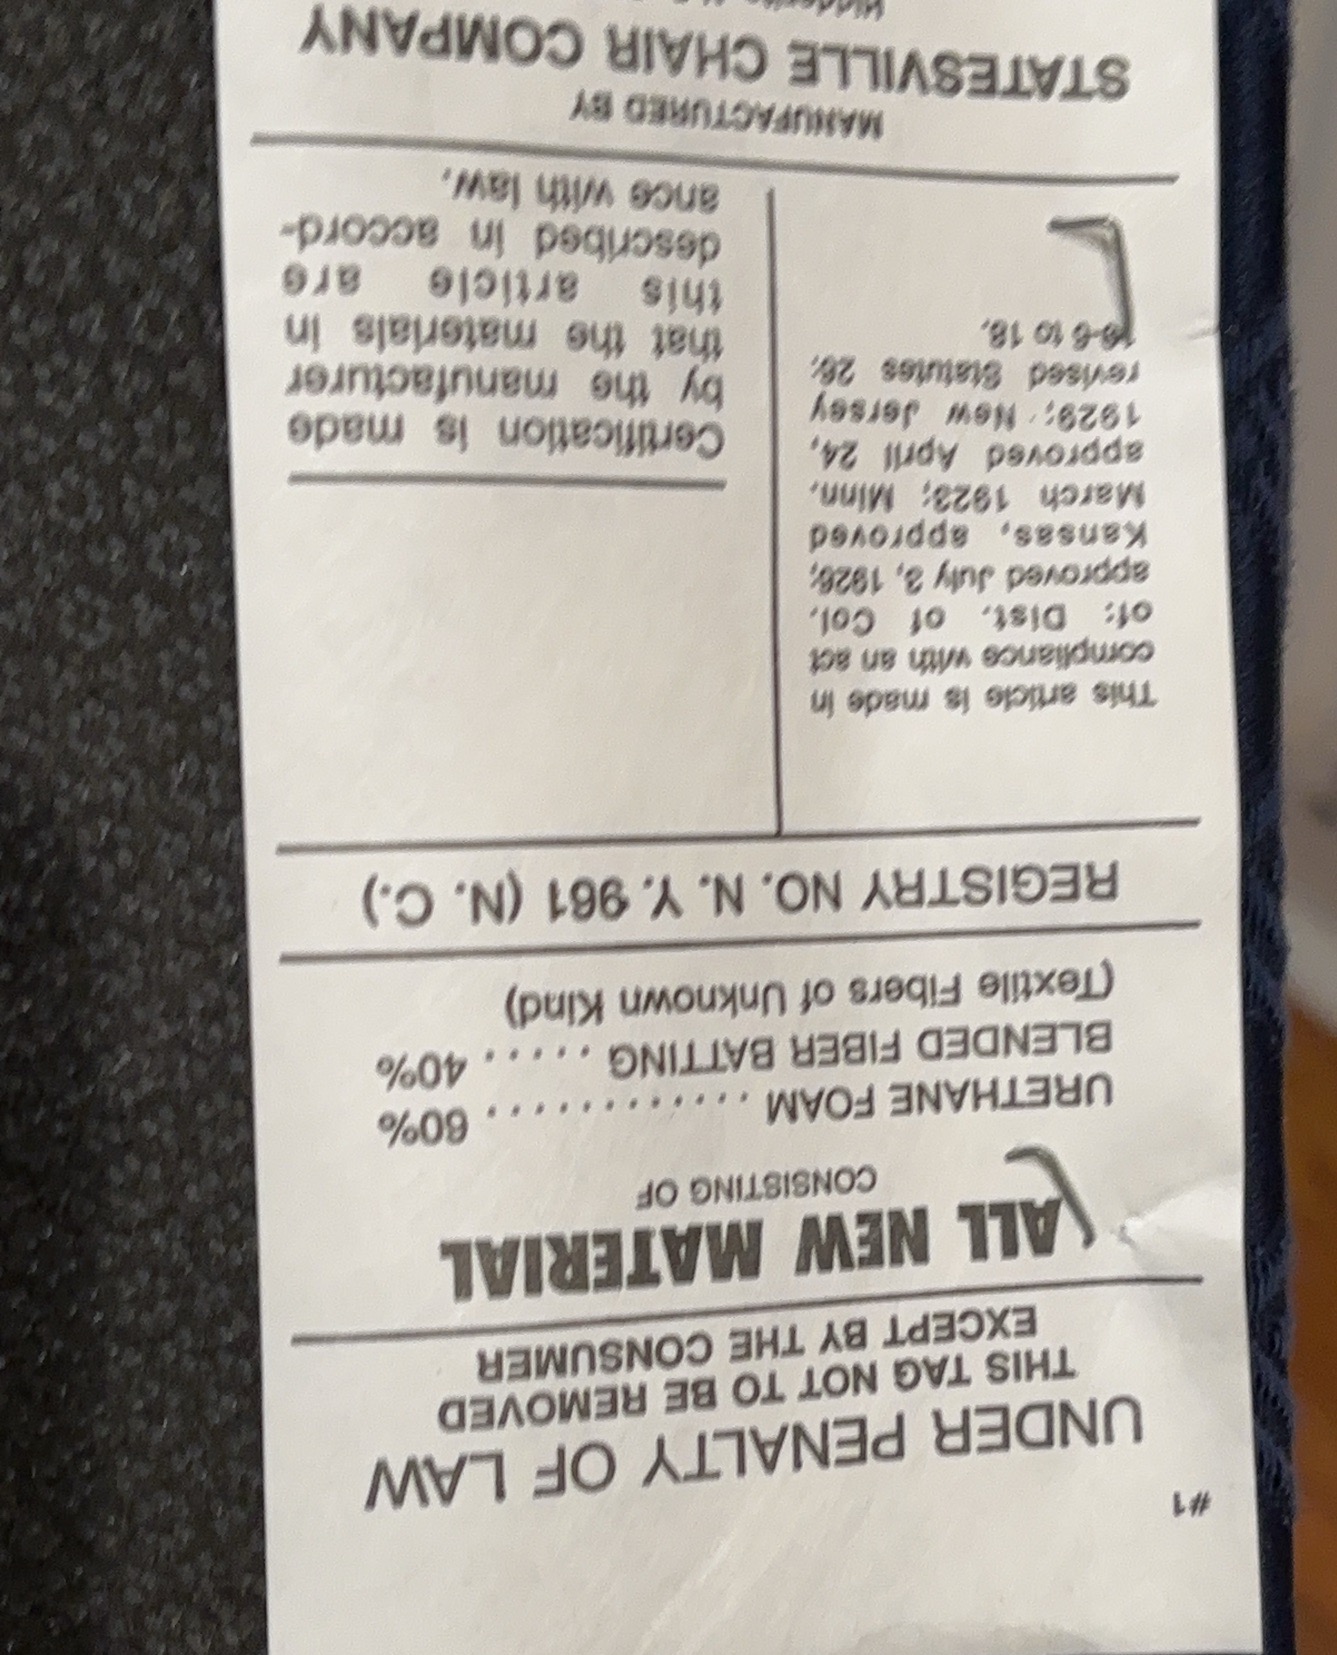 #1
UNDER PENALTY OF LAW
THIS TAG NOT TO BE REMOVED
EXCEPT BY THE CONSUMER
ALL NEW MATERIAL
CONSISTING OF
URETHANE FOAM . . . . . . . . . . . . . 60%
BLENDED FIBER BATTING . . . . . . 40%
(Textile Fibers of Unknown Kind)
REGISTRY NO. N. Y. 961 (N. C.)
This article is made in
compliance with an act
of: Dist. of Col.
approved July 3, 1926;
Kansas, approved
March 1923; Minn.
approved April 24,
1929; New Jersey
revised Statutes 26:
10-6 to 18.
Certification is made
by the manufacturer
that the materials in
this article are
described in accord-
ance with law.
MANUFACTURED BY
STATESVILLE CHAIR COMPANY